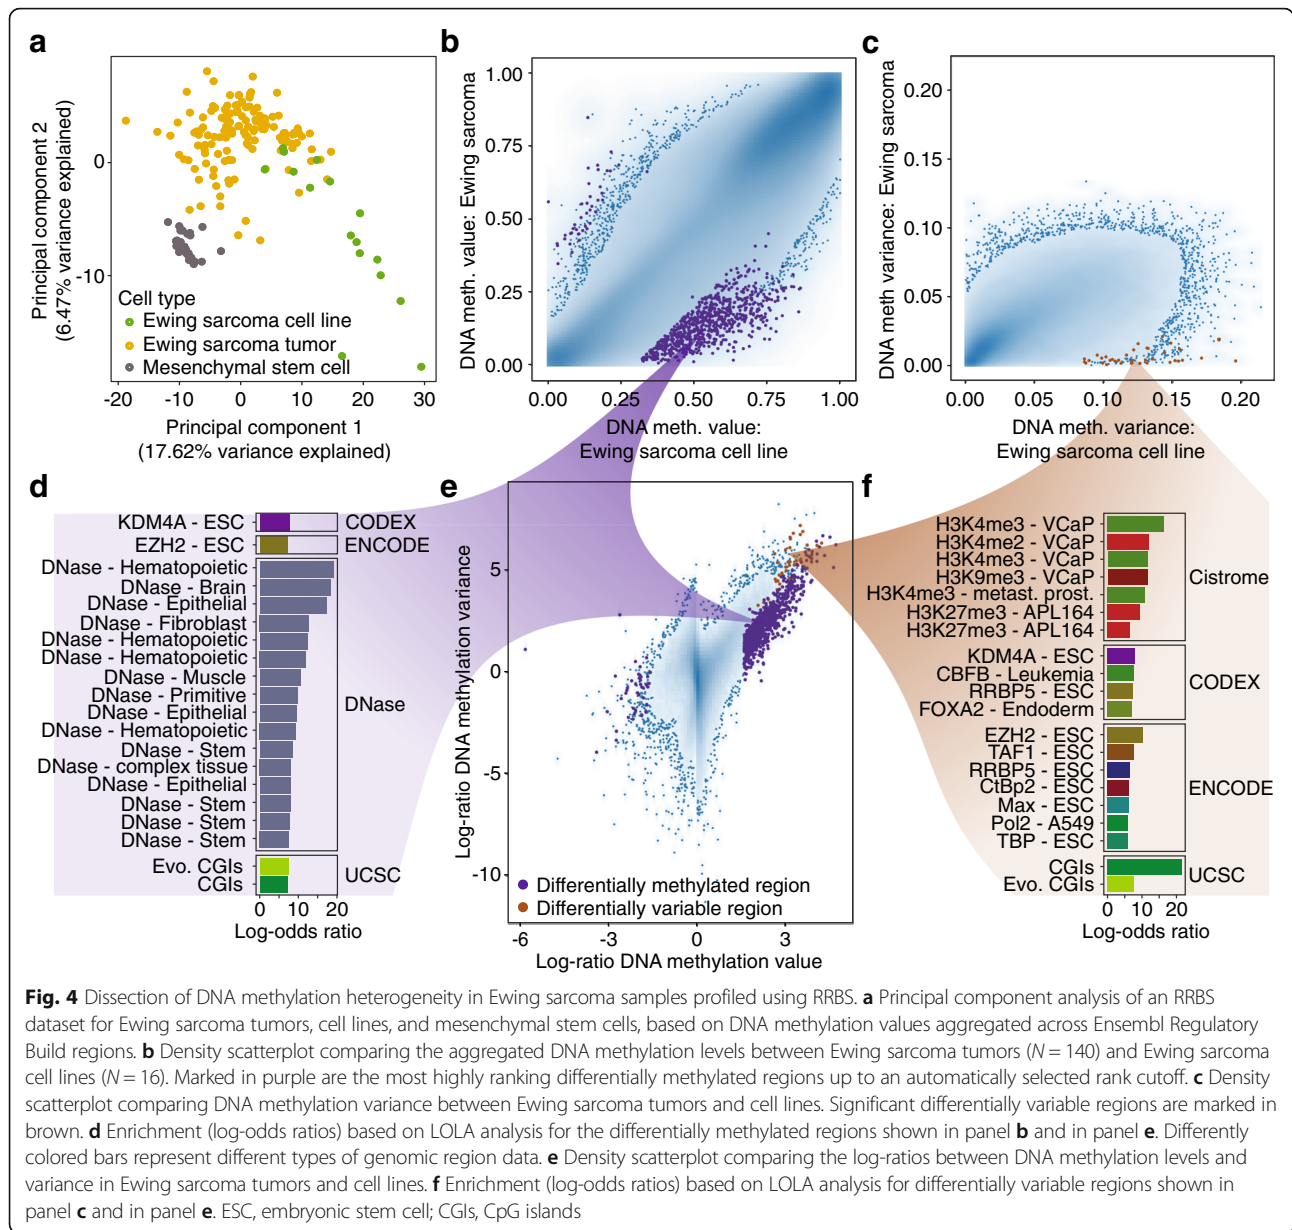 a
Principal component 2
(6.47% variance explained)
0
-10
Cell type
Ewing sarcoma cell line
Ewing sarcoma tumor
Mesenchymal stem cell
-20
-10
0
10
20
30
Principal component 1
(17.62% variance explained)
b
DNA meth. value: Ewing sarcoma
1.00
0.75
0.50
0.25
0.00
0.00
0.25
0.50
0.75
1.00
DNA meth. value:
Ewing sarcoma cell line
c
DNA meth variance: Ewing sarcoma
0.20
0.15
0.10
0.05
0.00
0.00
0.05
0.10
0.15
0.20
DNA meth. variance:
Ewing sarcoma cell line
d
KDM4A - ESC
CODEX
EZH2 - ESC
ENCODE
DNase - Hematopoietic
DNase - Brain
DNase - Epithelial
DNase - Fibroblast
DNase - Hematopoietic
DNase - Hematopoietic
DNase - Muscle
DNase - Primitive
DNase - Epithelial
DNase - Hematopoietic
DNase - Stem
DNase - complex tissue
DNase - Epithelial
DNase - Stem
DNase - Stem
DNase - Stem
DNase
Evo. CGIs
CGIs
UCSC
0
10
20
Log-odds ratio
e
Log-ratio DNA methylation variance
5
0
-5
-10
Differentially methylated region
Differentially variable region
-6
-3
0
3
Log-ratio DNA methylation value
f
H3K4me3 - VCaP
H3K4me2 - VCaP
H3K4me3 - VCaP
H3K9me3 - VCaP
H3K4me3 - metast. prost.
H3K27me3 - APL164
H3K27me3 - APL164
Cistrome
KDM4A - ESC
CBFB - Leukemia
RRBP5 - ESC
FOXA2 - Endoderm
CODEX
EZH2 - ESC
TAF1 - ESC
RRBP5 - ESC
CtBp2 - ESC
Max - ESC
Pol2 - A549
TBP - ESC
ENCODE
CGIs
Evo. CGIs
UCSC
0
10
20
Log-odds ratio
Fig. 4 Dissection of DNA methylation heterogeneity in Ewing sarcoma samples profiled using RRBS. a Principal component analysis of an RRBS
dataset for Ewing sarcoma tumors, cell lines, and mesenchymal stem cells, based on DNA methylation values aggregated across Ensembl Regulatory
Build regions. b Density scatterplot comparing the aggregated DNA methylation levels between Ewing sarcoma tumors (N = 140) and Ewing sarcoma
cell lines (N = 16). Marked in purple are the most highly ranking differentially methylated regions up to an automatically selected rank cutoff. c Density
scatterplot comparing DNA methylation variance between Ewing sarcoma tumors and cell lines. Significant differentially variable regions are marked in
brown. d Enrichment (log-odds ratios) based on LOLA analysis for the differentially methylated regions shown in panel b and in panel e. Differently
colored bars represent different types of genomic region data. e Density scatterplot comparing the log-ratios between DNA methylation levels and
variance in Ewing sarcoma tumors and cell lines. f Enrichment (log-odds ratios) based on LOLA analysis for differentially variable regions shown in
panel c and in panel e. ESC, embryonic stem cell; CGIs, CpG islands